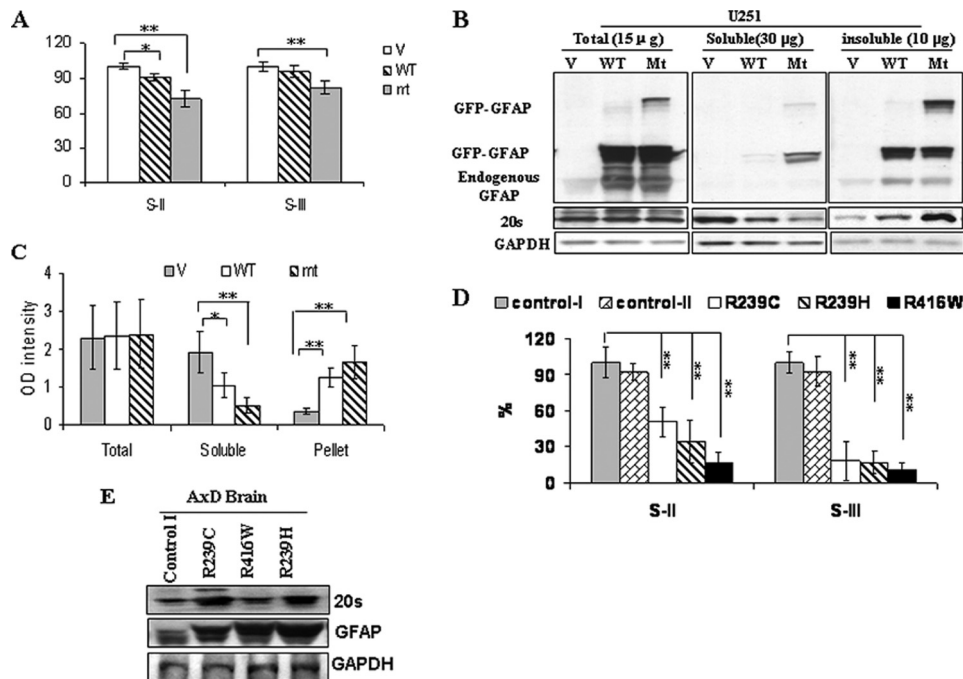 A
**
*
**
V
WT
mt
120
90
60
30
0
S-II
S-III
B
U251
Total (15 μ g) Soluble(30 μg) insoluble (10 μg)
V WT Mt V WT Mt V WT Mt
GFP-GFAP
GFP-GFAP
Endogenous
GFAP
20s
GAPDH
C
V WT mt
OD intensity
4
3
2
1
0
**
*
**
**
Total Soluble Pellet
D
control-I control-II R239C R239H R416W
%
120
90
60
30
0
** ** ** ** ** **
S-II S-III
E
AxD Brain
Control I R239C R416W R239H
20s
GFAP
GAPDH